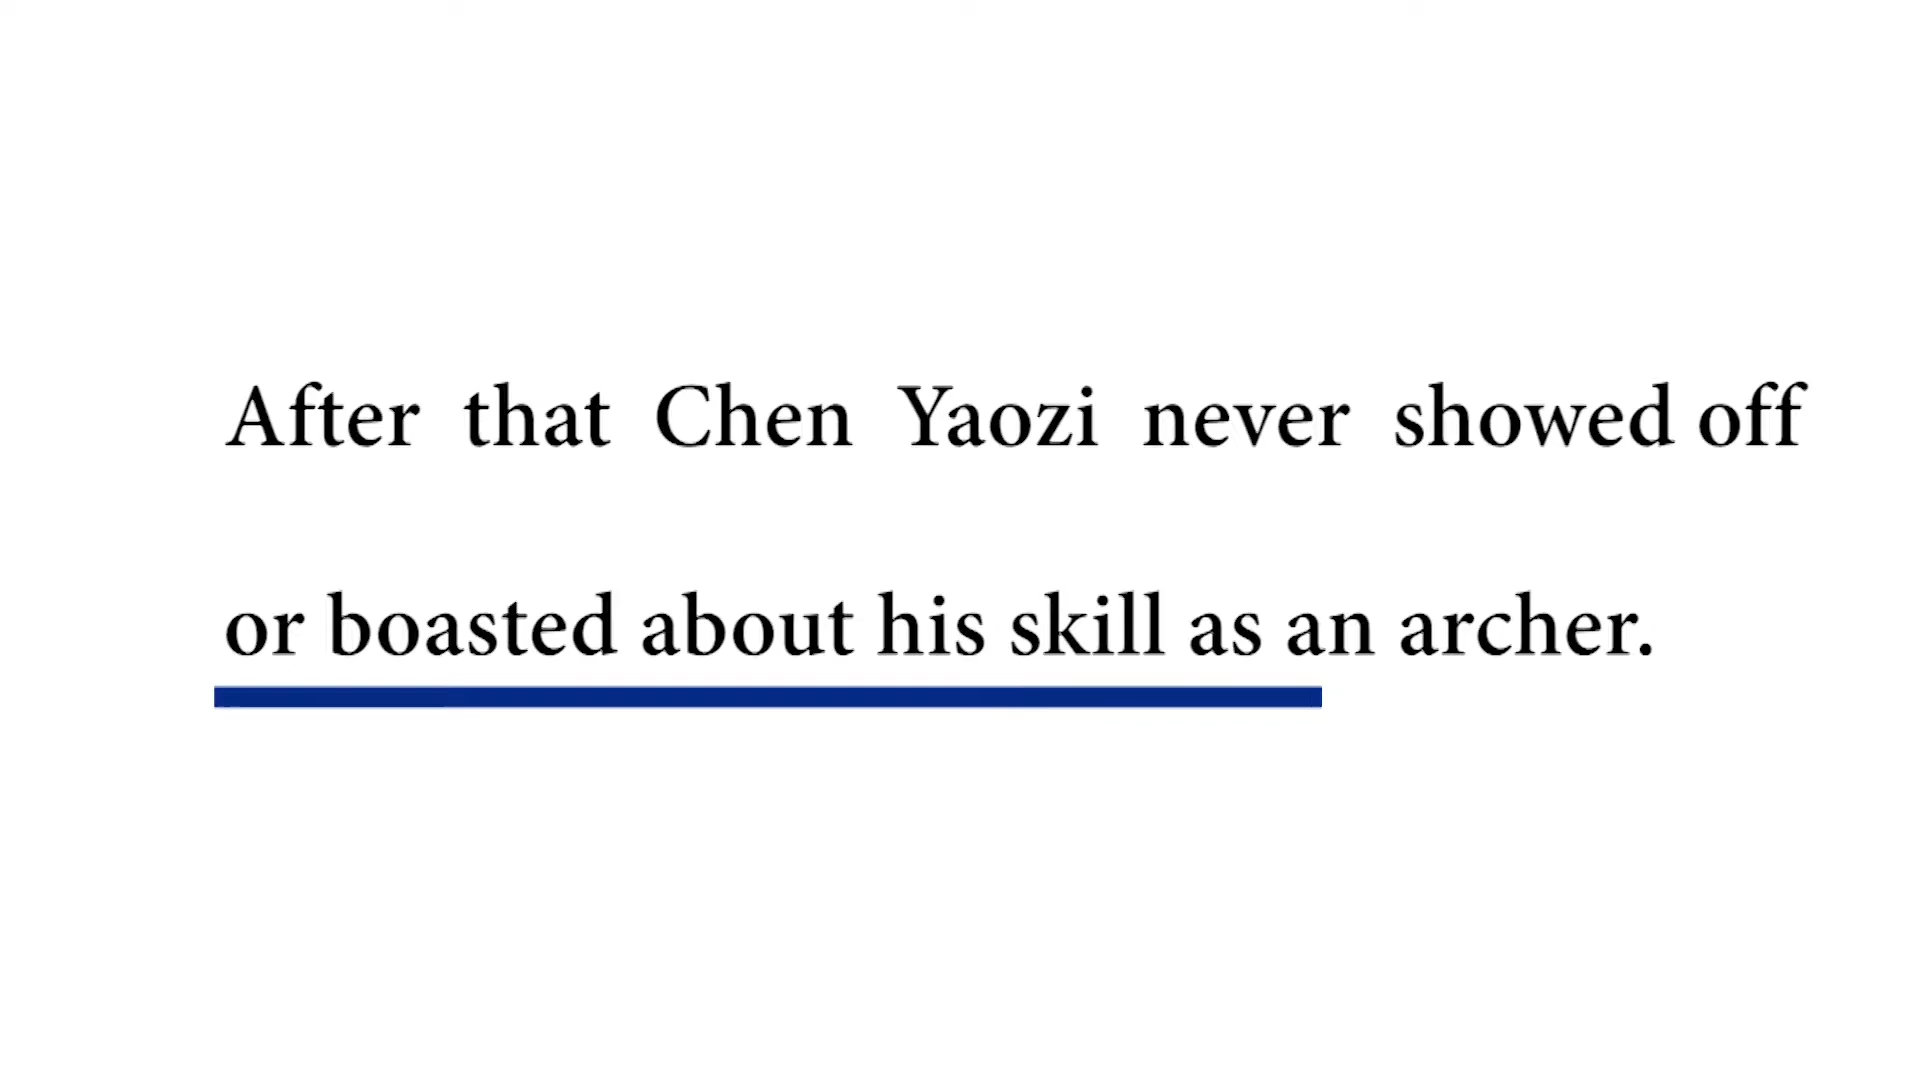 After that Chen Yaozi never showed off
or boasted about his skill as an archer.